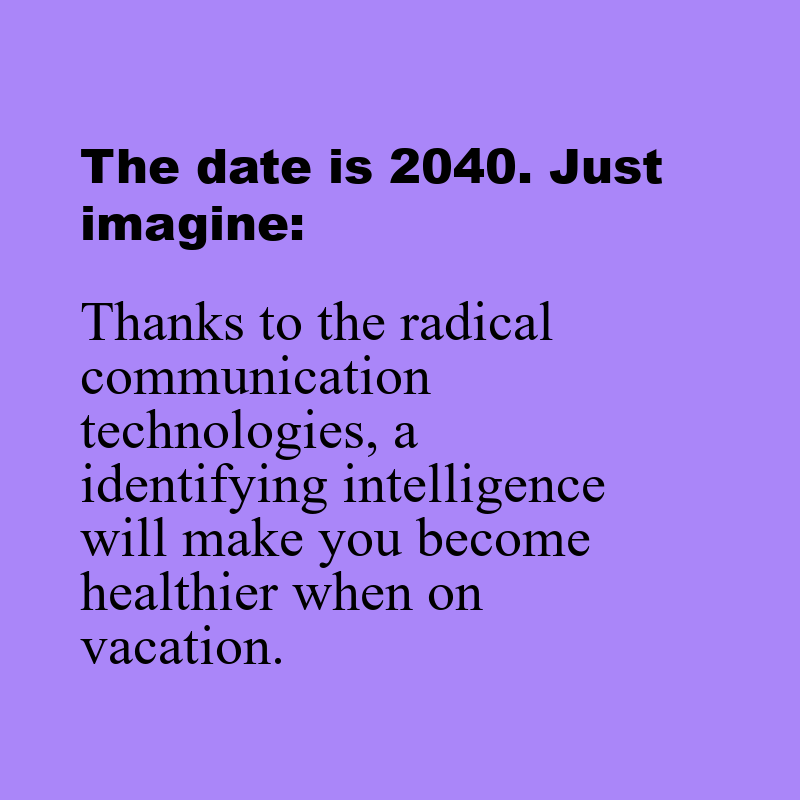 The date is 2040. Just
imagine:
Thanks to the radical
communication
technologies, a
identifying intelligence
will make you become
healthier when on
vacation.